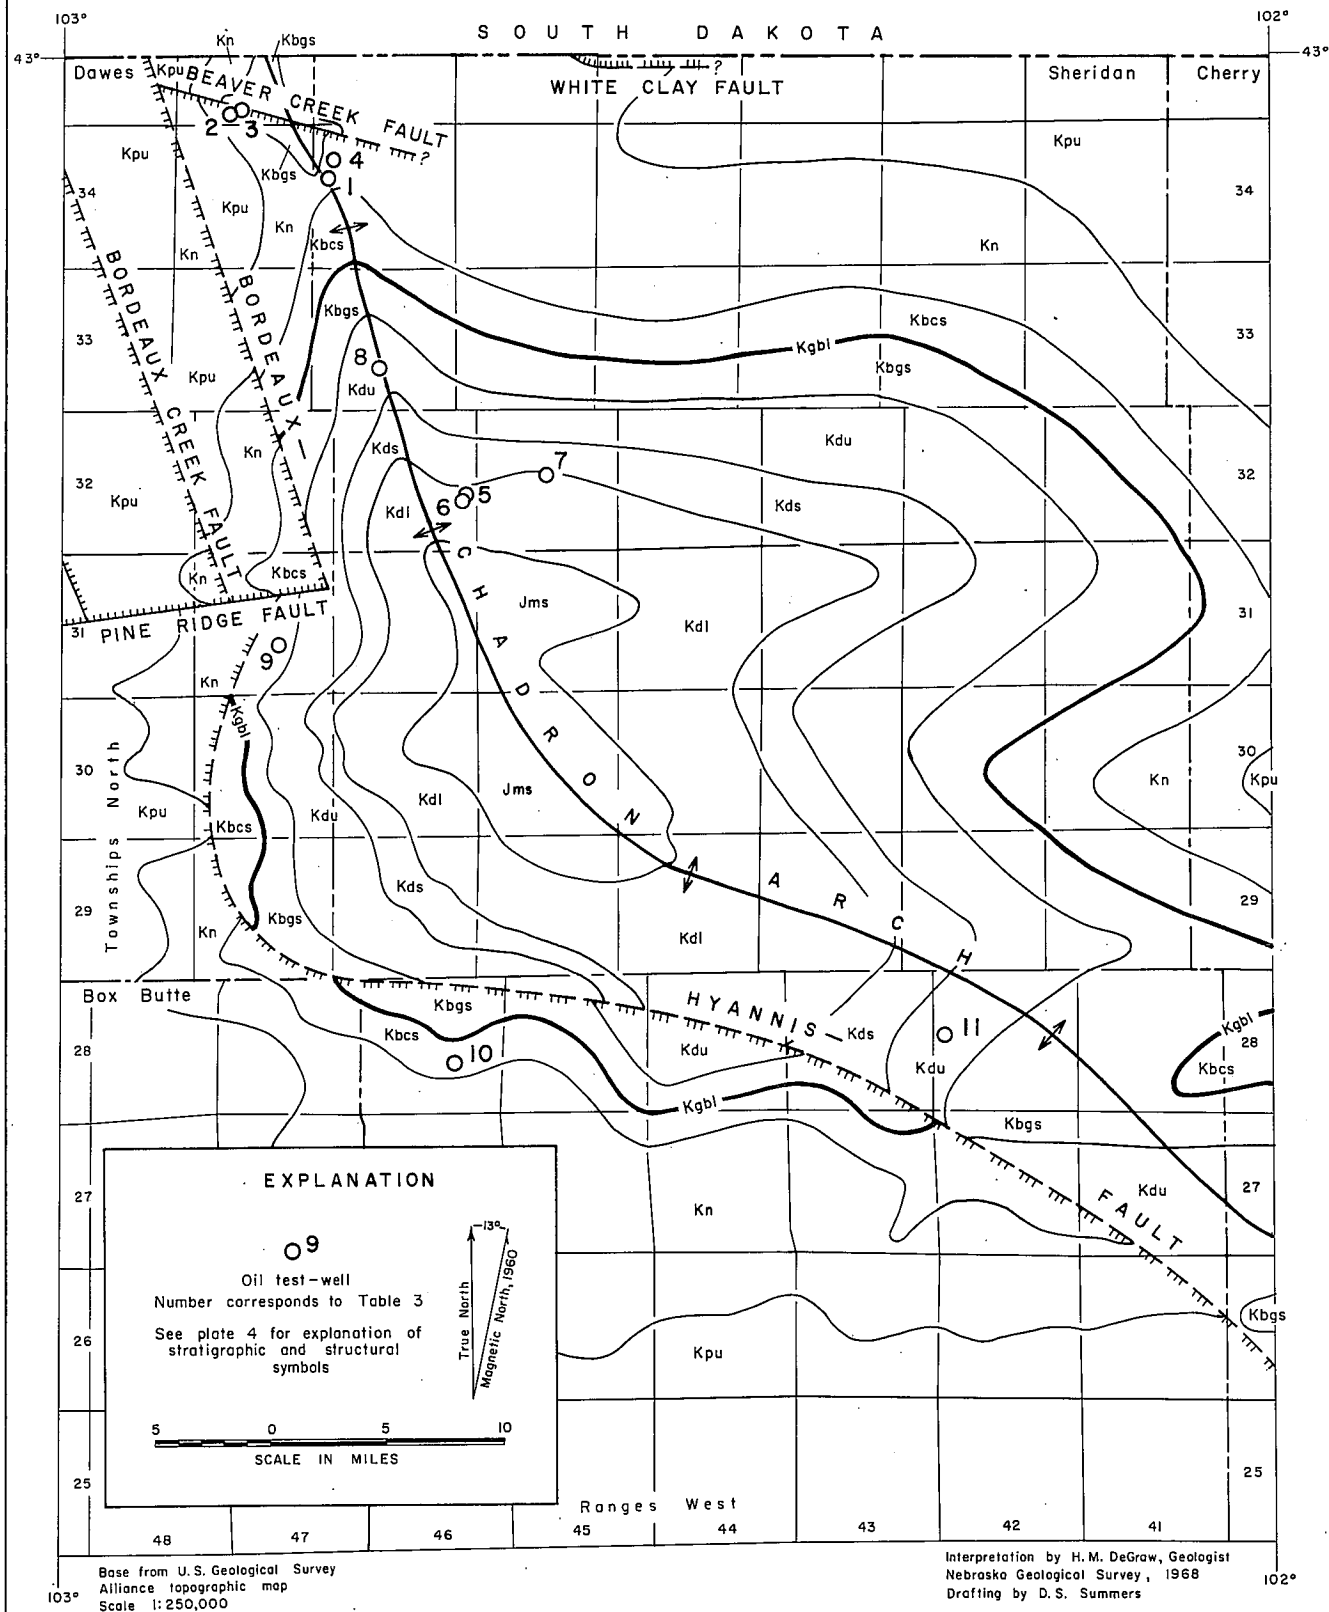 103°
102°
SOUTH DAKOTA
43°
43°
Kn
Kbgs
Dawes
Kpu
BEAVER CREEK FAULT
?
WHITE CLAY FAULT
?
Sheridan
Cherry
2
3
4
1
Kpu
Kbgs
Kpu
34
Kpu
34
Kn
Kn
Kbcs
Kn
BORDEAUX CREEK FAULT
BORDEAUX—
Kbgs
Kbcs
33
Kgbl
33
8
Kbgs
Kpu
Kdu
Kn
Kds
Kdu
7
32
32
Kpu
6
5
Kds
Kdl
CHADRON ARCH
Kn
Kbcs
Jms
31
PINE RIDGE FAULT
Kdl
31
9
Kn
Kgbl
Townships North
30
Kn
30
Kpu
Kpu
Kdl
Jms
Kbcs
Kdu
Kds
29
29
Kbgs
Kn
Kdl
Box Butte
Kbgs
HYANNIS—
FAULT
Kbcs
Kds
11
Kgbl
28
28
10
Kdu
Kdu
Kbcs
Kgbl
Kbgs
EXPLANATION
9
Oil test-well
Number corresponds to Table 3
See plate 4 for explanation of
stratigraphic and structural
symbols
True North
Magnetic North, 1960
13°
5 0 5 10
SCALE IN MILES
27
Kn
Kdu
27
Kbgs
26
Kpu
26
25
25
Ranges West
48 47 46 45 44 43 42 41
103°
102°
Base from U.S. Geological Survey
Alliance topographic map
Scale 1:250,000
Interpretation by H.M. DeGraw, Geologist
Nebraska Geological Survey, 1968
Drafting by D.S. Summers